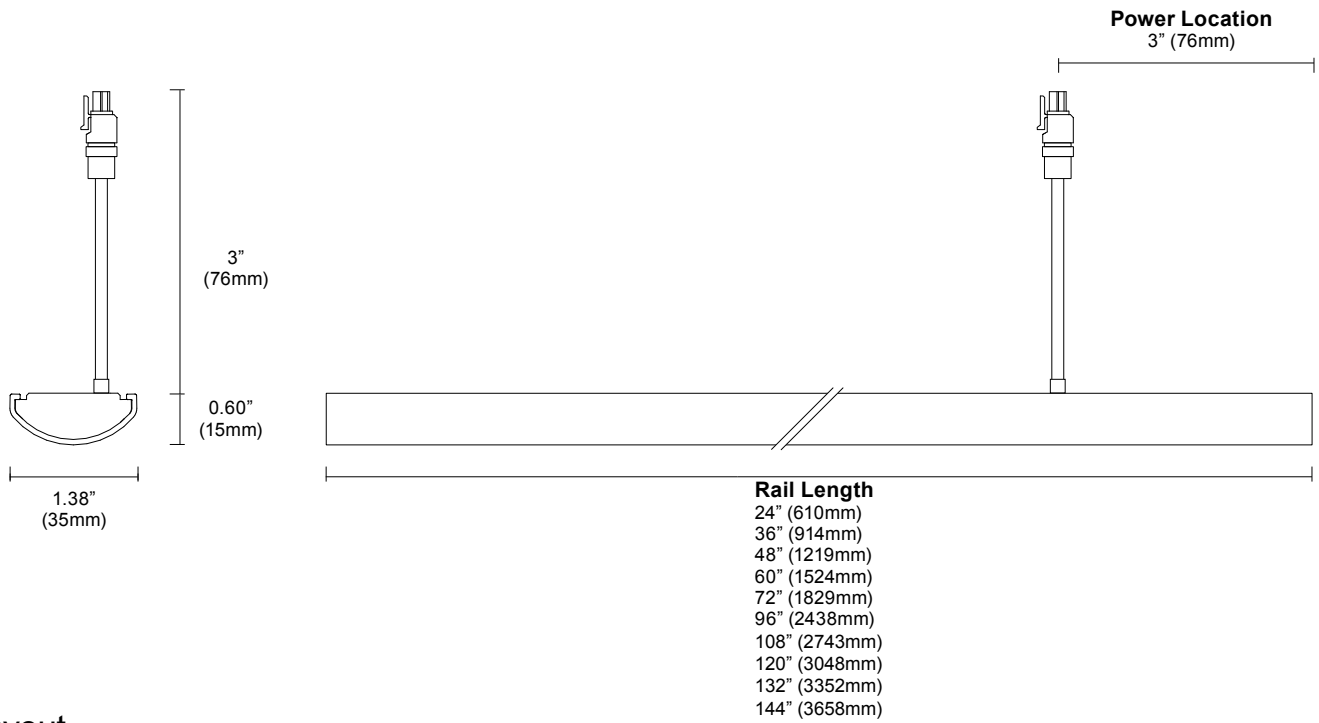 Power Location
3” (76mm)
3”
(76mm)
0.60”
(15mm)
1.38”
(35mm)
Rail Length
24” (610mm)
36” (914mm)
48” (1219mm)
60” (1524mm)
72” (1829mm)
96” (2438mm)
108” (2743mm)
120” (3048mm)
132” (3352mm)
144” (3658mm)